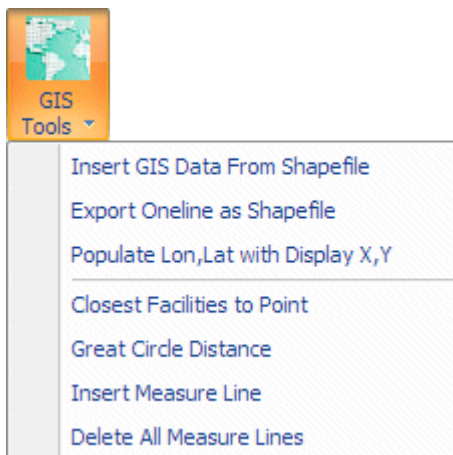 GIS
Tools
Insert GIS Data From Shapefile
Export Oneline as Shapefile
Populate Lon,Lat with Display X,Y
Closest Facilities to Point
Great Circle Distance
Insert Measure Line
Delete All Measure Lines